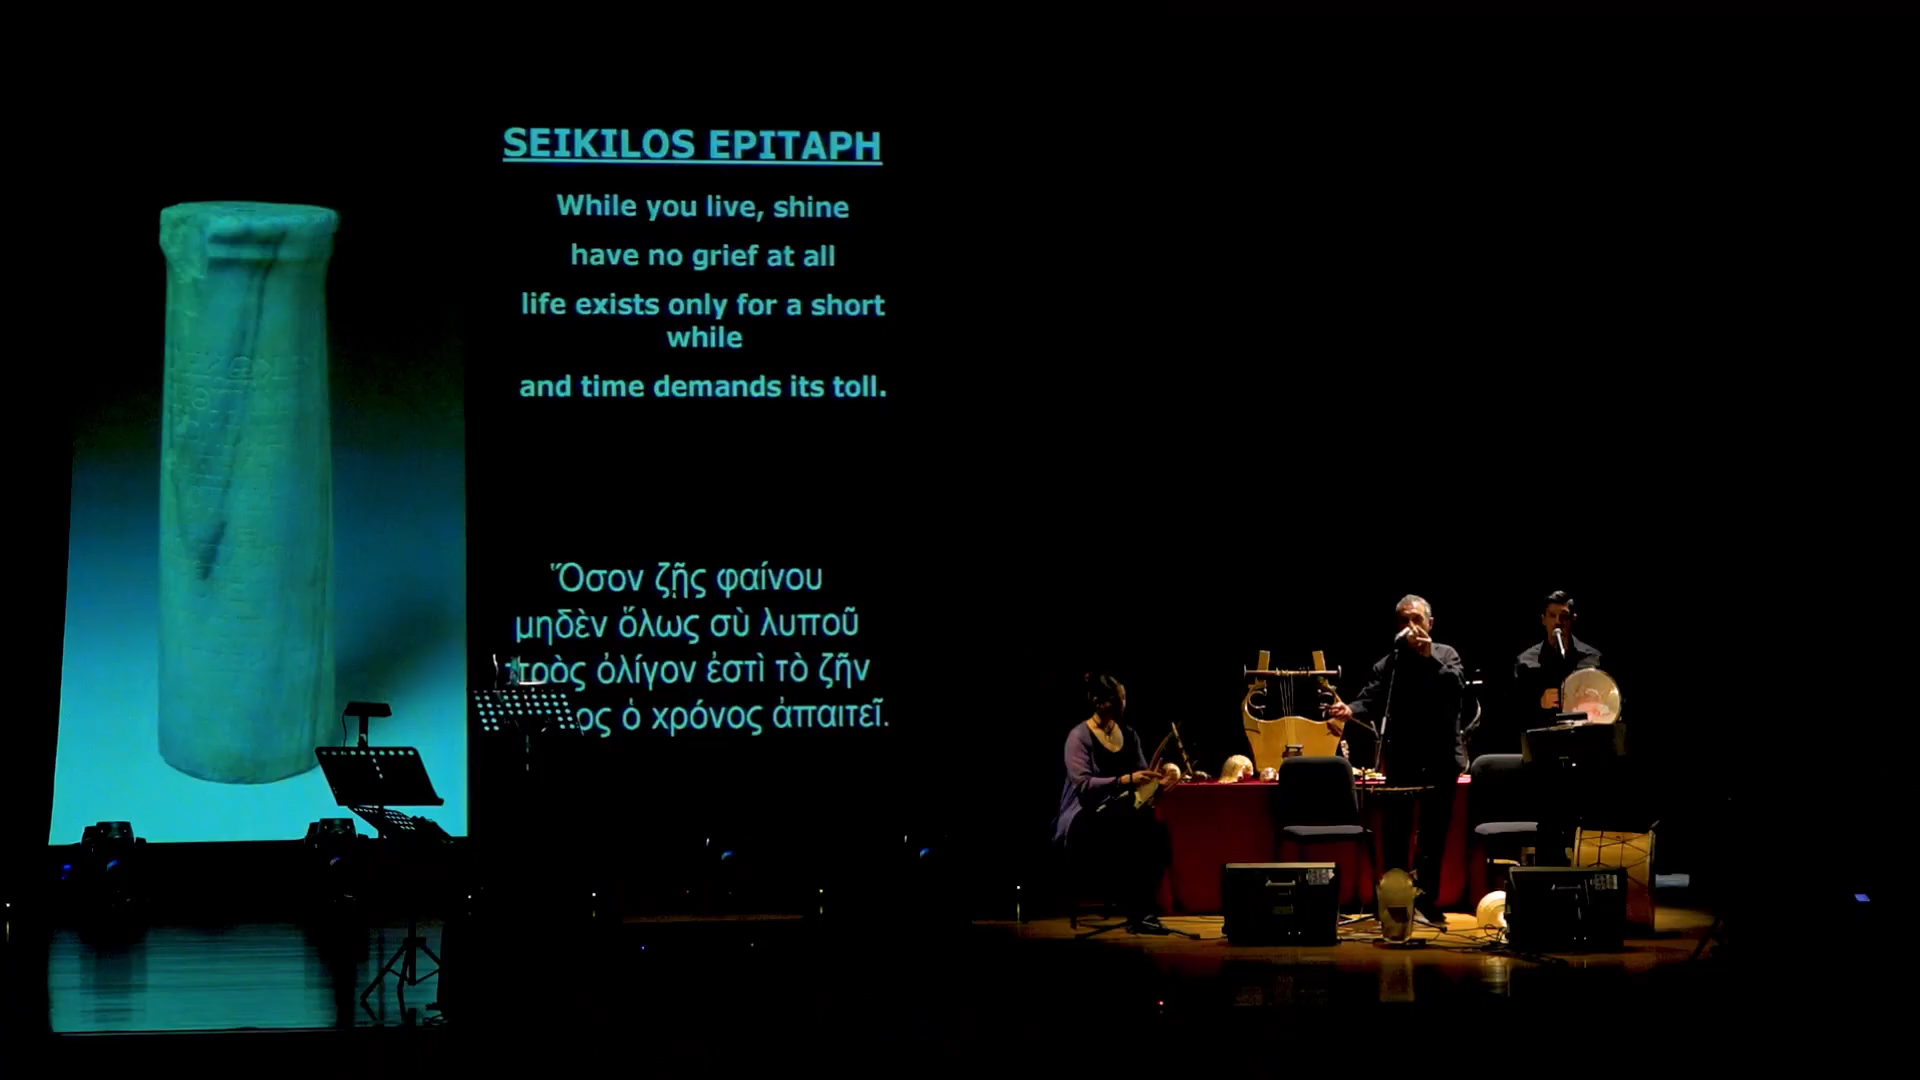 SEIKILOS EPITAPH
While you live, shine
have no grief at all
life exists only for a short
while
and time demands its toll.
Ὅσον ζῇς φαίνου
μηδὲν ὅλως σὺ λυποῦ
πρὸς ὀλίγον ἐστὶ τὸ ζῆν
ὁ χρόνος ἀπαιτεῖ.